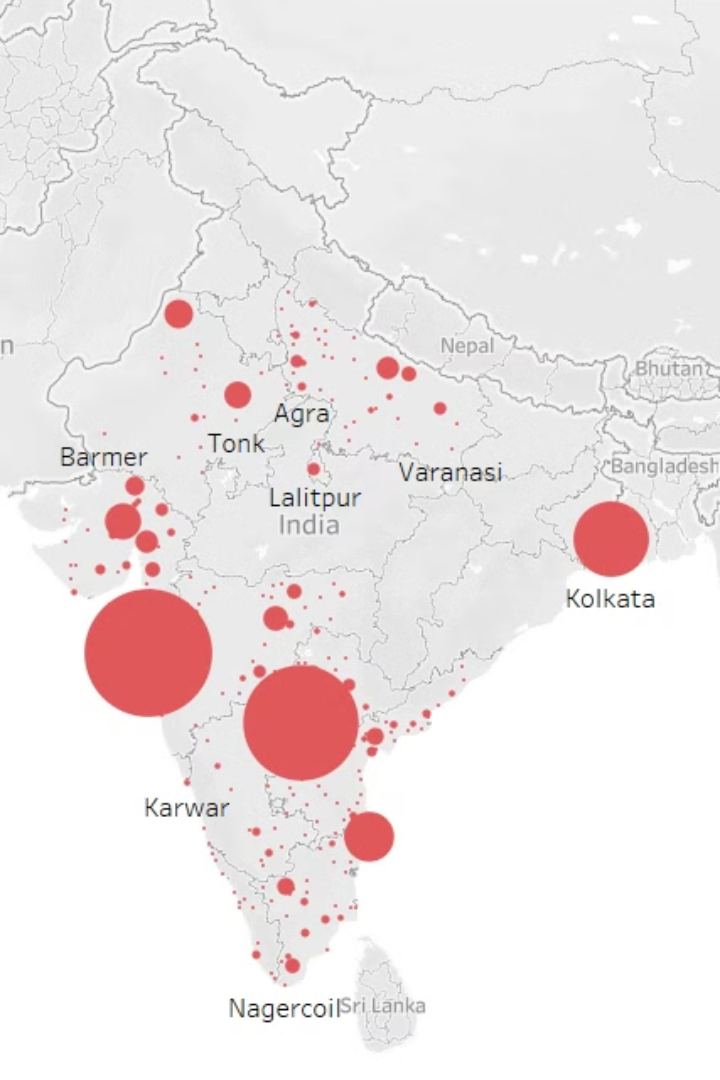 n
Nepal
Bhutan
Agra
Tonk
Barmer
Bangladesh
Varanasi
Lalitpur
India
Kolkata
Karwar
Nagercoil
Sri Lanka